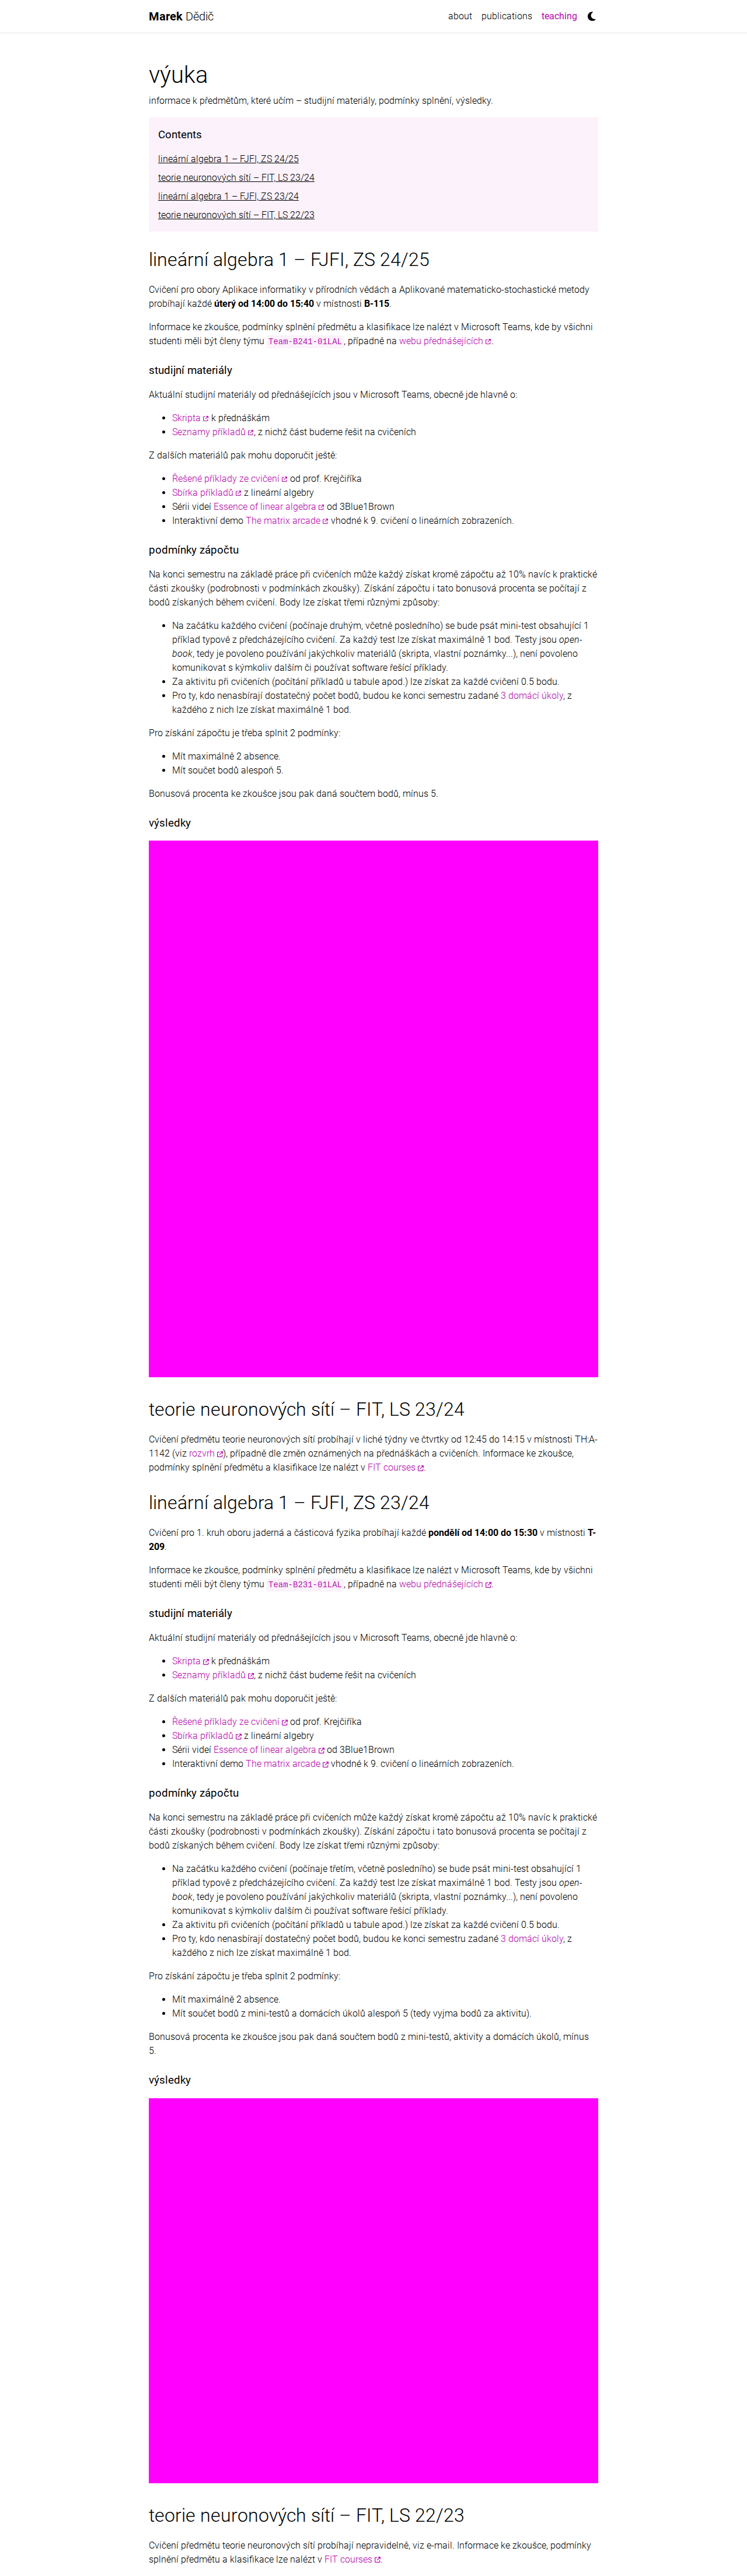 Marek Dědič
about publications teaching
výuka
informace k předmětům, které učím – studijní materiály, podmínky splnění, výsledky.
Contents
lineární algebra 1 – FJFI, ZS 24/25
teorie neuronových sítí – FIT, LS 23/24
lineární algebra 1 – FJFI, ZS 23/24
teorie neuronových sítí – FIT, LS 22/23
lineární algebra 1 – FJFI, ZS 24/25
Cvičení pro obory Aplikace informatiky v přírodních vědách a Aplikované matematicko-stochastické metody
probíhají každé úterý od 14:00 do 15:40 v místnosti B-115.
Informace ke zkoušce, podmínky splnění předmětu a klasifikace lze nalézt v Microsoft Teams, kde by všichni
studenti měli být členy týmu Team-B241-01LAL, případně na webu přednášejících.
studijní materiály
Aktuální studijní materiály od přednášejících jsou v Microsoft Teams, obecně jde hlavně o:
• Skripta k přednáškám
• Seznamy příkladů, z nichž část budeme řešit na cvičeních
Z dalších materiálů pak mohu doporučit ještě:
• Řešené příklady ze cvičení od prof. Krejčiříka
• Sbírka příkladů z lineární algebry
• Sérii videí Essence of linear algebra od 3Blue1Brown
• Interaktivní demo The matrix arcade vhodné k 9. cvičení o lineárních zobrazeních.
podmínky zápočtu
Na konci semestru na základě práce při cvičeních může každý získat kromě zápočtu až 10% navíc k praktické
části zkoušky (podrobnosti v podmínkách zkoušky). Získání zápočtu i tato bonusová procenta se počítají z
bodů získaných během cvičení. Body lze získat třemi různými způsoby:
• Na začátku každého cvičení (počínaje druhým, včetně posledního) se bude psát mini-test obsahující 1
příklad typově z předcházejícího cvičení. Za každý test lze získat maximálně 1 bod. Testy jsou open-
book, tedy je povoleno používání jakýchkoliv materiálů (skripta, vlastní poznámky...), není povoleno
komunikovat s kýmkoliv dalším či používat software řešící příklady.
• Za aktivitu při cvičeních (počítání příkladů u tabule apod.) lze získat za každé cvičení 0.5 bodu.
• Pro ty, kdo nenasbírají dostatečný počet bodů, budou ke konci semestru zadané 3 domácí úkoly, z
každého z nich lze získat maximálně 1 bod.
Pro získání zápočtu je třeba splnit 2 podmínky:
• Mít maximálně 2 absence.
• Mít součet bodů alespoň 5.
Bonusová procenta ke zkoušce jsou pak daná součtem bodů, mínus 5.
výsledky
teorie neuronových sítí – FIT, LS 23/24
Cvičení předmětu teorie neuronových sítí probíhají v liché týdny ve čtvrtky od 12:45 do 14:15 v místnosti TH:A-
1142 (viz rozvrh), případně dle změn oznámených na přednáškách a cvičeních. Informace ke zkoušce,
podmínky splnění předmětu a klasifikace lze nalézt v FIT courses.
lineární algebra 1 – FJFI, ZS 23/24
Cvičení pro 1. kruh oboru jaderná a částicová fyzika probíhají každé pondělí od 14:00 do 15:30 v místnosti T-
209.
Informace ke zkoušce, podmínky splnění předmětu a klasifikace lze nalézt v Microsoft Teams, kde by všichni
studenti měli být členy týmu Team-B231-01LAL, případně na webu přednášejících.
studijní materiály
Aktuální studijní materiály od přednášejících jsou v Microsoft Teams, obecně jde hlavně o:
• Skripta k přednáškám
• Seznamy příkladů, z nichž část budeme řešit na cvičeních
Z dalších materiálů pak mohu doporučit ještě:
• Řešené příklady ze cvičení od prof. Krejčiříka
• Sbírka příkladů z lineární algebry
• Sérii videí Essence of linear algebra od 3Blue1Brown
• Interaktivní demo The matrix arcade vhodné k 9. cvičení o lineárních zobrazeních.
podmínky zápočtu
Na konci semestru na základě práce při cvičeních může každý získat kromě zápočtu až 10% navíc k praktické
části zkoušky (podrobnosti v podmínkách zkoušky). Získání zápočtu i tato bonusová procenta se počítají z
bodů získaných během cvičení. Body lze získat třemi různými způsoby:
• Na začátku každého cvičení (počínaje třetím, včetně posledního) se bude psát mini-test obsahující 1
příklad typově z předcházejícího cvičení. Za každý test lze získat maximálně 1 bod. Testy jsou open-
book, tedy je povoleno používání jakýchkoliv materiálů (skripta, vlastní poznámky...), není povoleno
komunikovat s kýmkoliv dalším či používat software řešící příklady.
• Za aktivitu při cvičeních (počítání příkladů u tabule apod.) lze získat za každé cvičení 0.5 bodu.
• Pro ty, kdo nenasbírají dostatečný počet bodů, budou ke konci semestru zadané 3 domácí úkoly, z
každého z nich lze získat maximálně 1 bod.
Pro získání zápočtu je třeba splnit 2 podmínky:
• Mít maximálně 2 absence.
• Mít součet bodů z mini-testů a domácích úkolů alespoň 5 (tedy vyjma bodů za aktivitu).
Bonusová procenta ke zkoušce jsou pak daná součtem bodů z mini-testů, aktivity a domácích úkolů, mínus
5.
výsledky
teorie neuronových sítí – FIT, LS 22/23
Cvičení předmětu teorie neuronových sítí probíhají nepravidelně, viz e-mail. Informace ke zkoušce, podmínky
splnění předmětu a klasifikace lze nalézt v FIT courses.